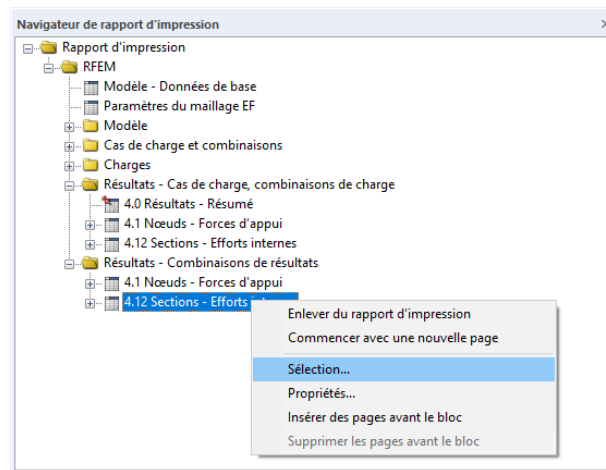 Navigateur de rapport d'impression
Rapport d'impression
RFEM
Modèle - Données de base
Paramètres du maillage EF
Modèle
Cas de charge et combinaisons
Charges
Résultats - Cas de charge, combinaisons de charge
4.0 Résultats - Résumé
4.1 Nœuds - Forces d'appui
4.12 Sections - Efforts internes
Résultats - Combinaisons de résultats
4.1 Nœuds - Forces d'appui
4.12 Sections - Efforts
Enlever du rapport d'impression
Commencer avec une nouvelle page
Sélection...
Propriétés...
Insérer des pages avant le bloc
Supprimer les pages avant le bloc